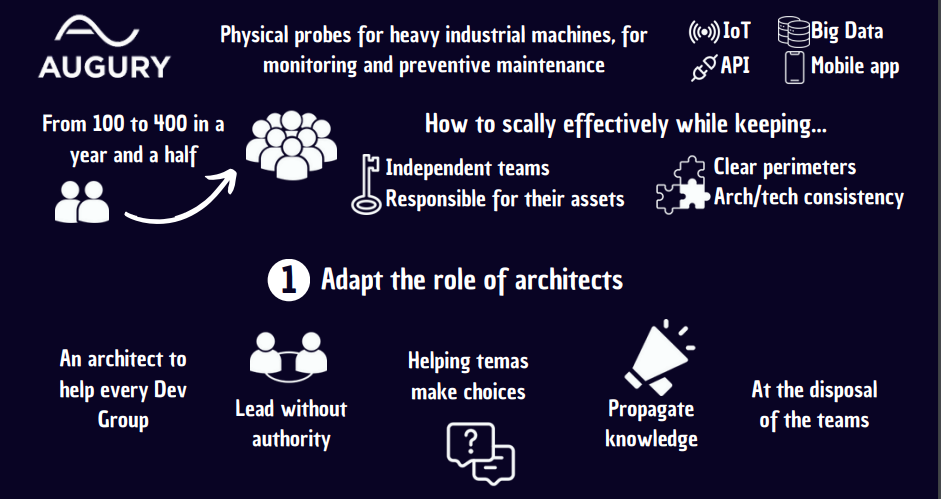 AUGURY
Physical probes for heavy industrial machines, for
monitoring and preventive maintenance
IoT
Big Data
API
Mobile app
From 100 to 400 in a
year and a half
How to scally effectively while keeping...
Independent teams
Responsible for their assets
Clear perimeters
Arch/tech consistency
1 Adapt the role of architects
An architect to
help every Dev
Group
Lead without
authority
Helping temas
make choices
?
Propagate
knowledge
At the disposal
of the teams